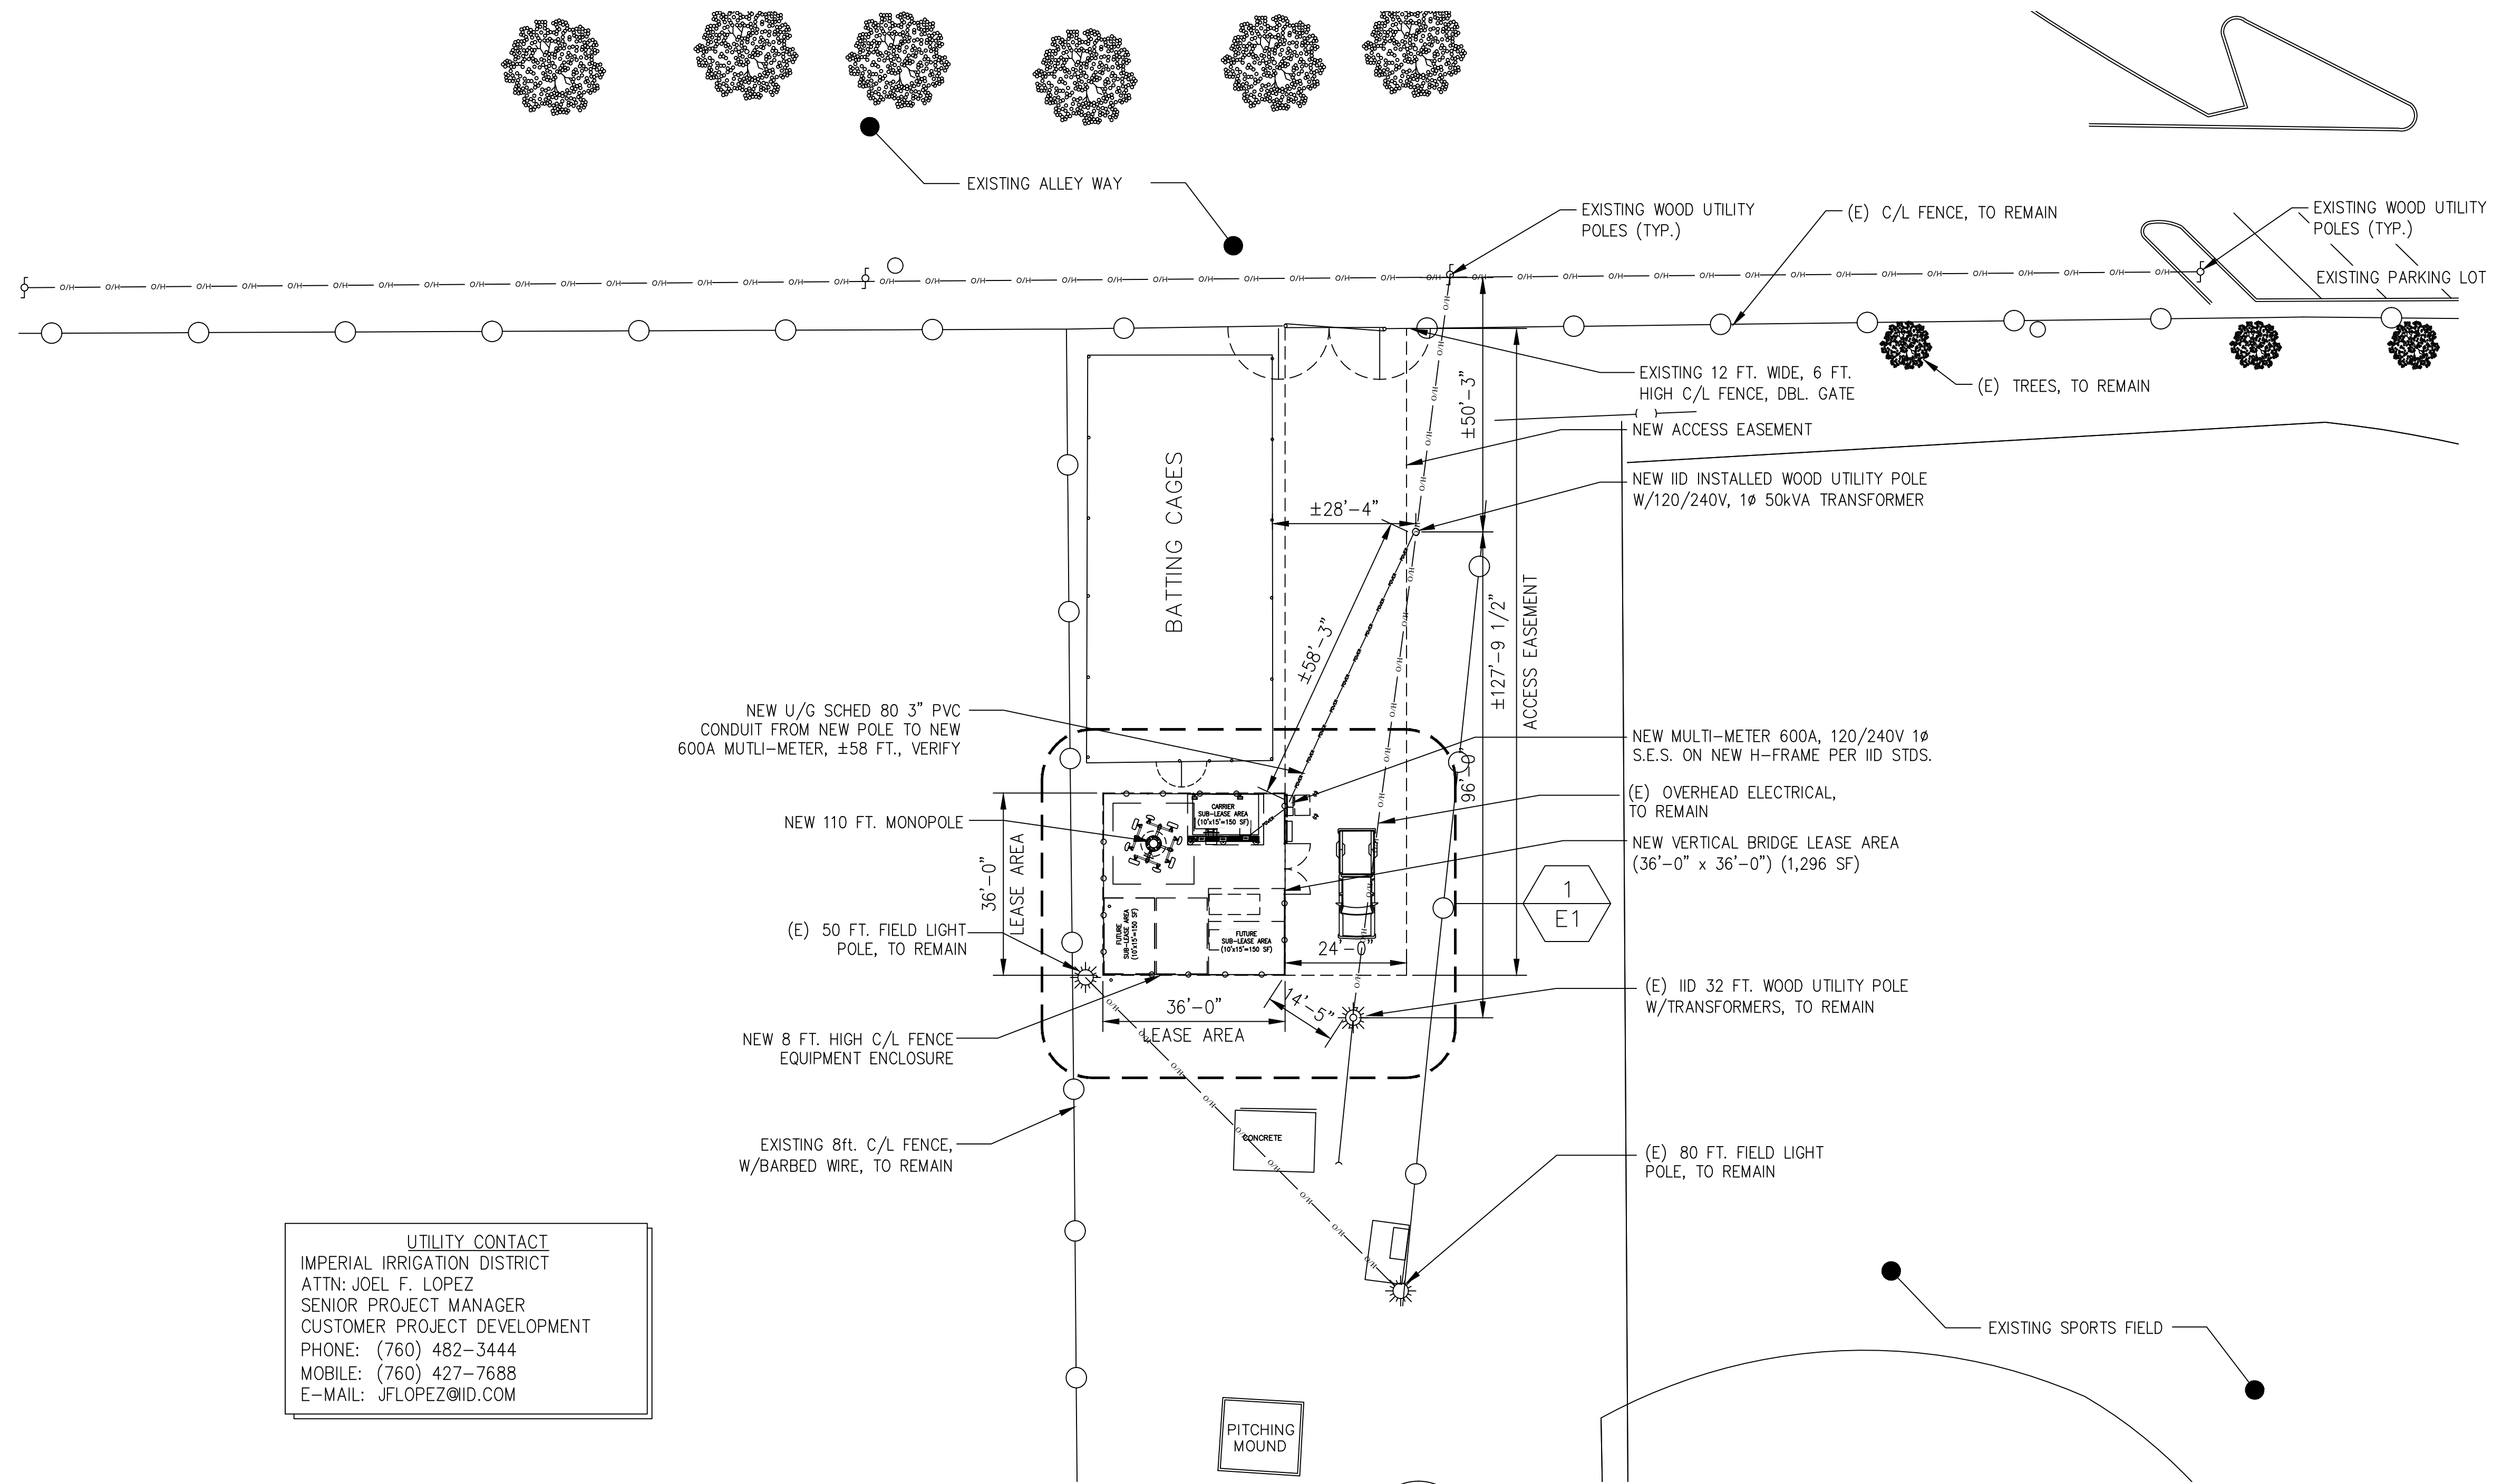 EXISTING ALLEY WAY
EXISTING WOOD UTILITY
POLES (TYP.)
(E) C/L FENCE, TO REMAIN
EXISTING WOOD UTILITY
POLES (TYP.)
EXISTING PARKING LOT
O/H
EXISTING 12 FT. WIDE, 6 FT.
HIGH C/L FENCE, DBL. GATE
(E) TREES, TO REMAIN
±50'-3"
NEW ACCESS EASEMENT
BATTING CAGES
±28'-4"
NEW IID INSTALLED WOOD UTILITY POLE
W/120/240V, 1ø 50kVA TRANSFORMER
±58'-3"
POWER
±127'-9 1/2"
ACCESS EASEMENT
96'-0"
NEW U/G SCHED 80 3" PVC
CONDUIT FROM NEW POLE TO NEW
600A MUTLI-METER, ±58 FT., VERIFY
NEW MULTI-METER 600A, 120/240V 1ø
S.E.S. ON NEW H-FRAME PER IID STDS.
(E) OVERHEAD ELECTRICAL,
TO REMAIN
NEW 110 FT. MONOPOLE
CARRIER
SUB-LEASE AREA
(10'x15'=150 SF)
NEW VERTICAL BRIDGE LEASE AREA
(36'-0" x 36'-0") (1,296 SF)
36'-0"
LEASE AREA
1
E1
(E) 50 FT. FIELD LIGHT
POLE, TO REMAIN
FUTURE
SUB-LEASE AREA
(10'x15'=150 SF)
FUTURE
SUB-LEASE AREA
(10'x15'=150 SF)
24'-0"
36'-0"
LEASE AREA
14'-5"
(E) IID 32 FT. WOOD UTILITY POLE
W/TRANSFORMERS, TO REMAIN
NEW 8 FT. HIGH C/L FENCE
EQUIPMENT ENCLOSURE
EXISTING 8ft. C/L FENCE,
W/BARBED WIRE, TO REMAIN
CONCRETE
(E) 80 FT. FIELD LIGHT
POLE, TO REMAIN
UTILITY CONTACT
IMPERIAL IRRIGATION DISTRICT
ATTN: JOEL F. LOPEZ
SENIOR PROJECT MANAGER
CUSTOMER PROJECT DEVELOPMENT
PHONE: (760) 482-3444
MOBILE: (760) 427-7688
E-MAIL: JFLOPEZ@IID.COM
EXISTING SPORTS FIELD
PITCHING
MOUND